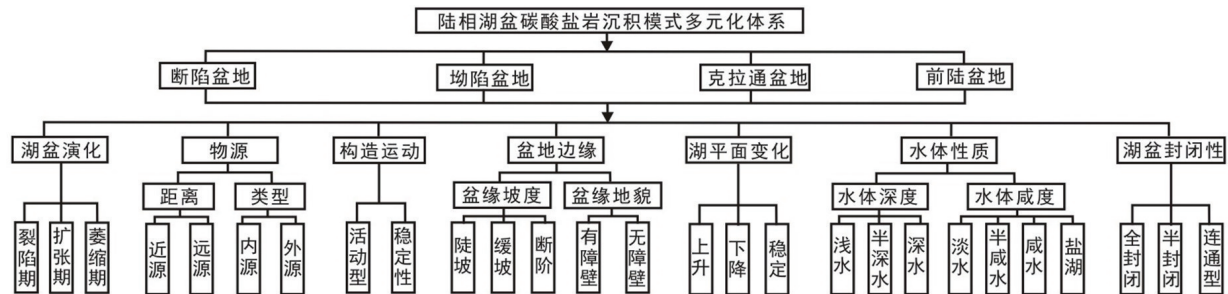 陆相湖盆碳酸盐岩沉积模式多元化体系
断陷盆地
坳陷盆地
克拉通盆地
前陆盆地
湖盆演化
物源
构造运动
盆地边缘
湖平面变化
水体性质
湖盆封闭性
距离
类型
盆缘坡度
盆缘地貌
水体深度
水体咸度
裂陷期
扩张期
萎缩期
近源
远源
内源
外源
活动型
稳定性
陡坡
缓坡
断阶
有障壁
无障壁
上升
下降
稳定
浅水
半深水
深水
淡水
半咸水
咸水
盐湖
全封闭
半封闭
连通型